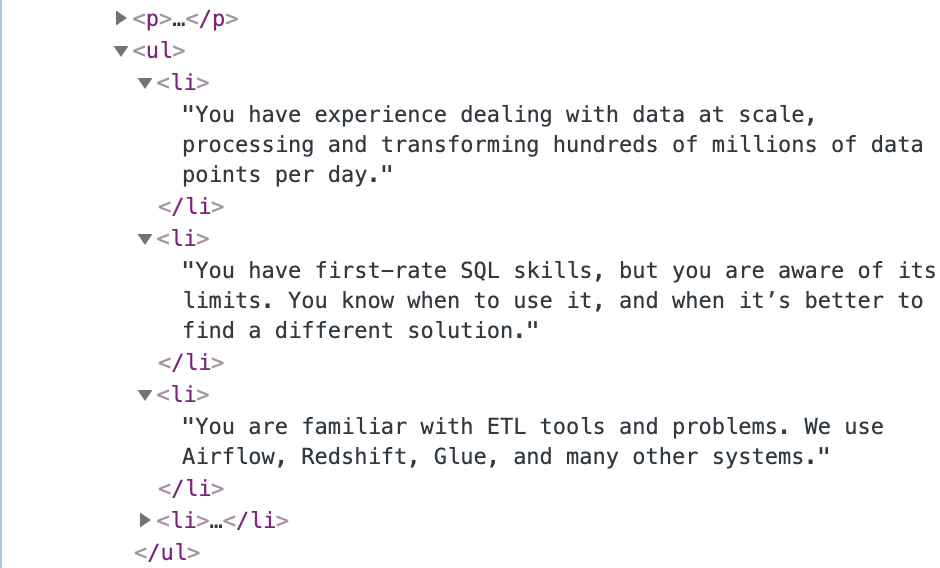 ▶<p>…</p>
▼<ul>
▼<li>
"You have experience dealing with data at scale,
processing and transforming hundreds of millions of data
points per day."
</li>
▼<li>
"You have first-rate SQL skills, but you are aware of its
limits. You know when to use it, and when it’s better to
find a different solution."
</li>
▼<li>
"You are familiar with ETL tools and problems. We use
Airflow, Redshift, Glue, and many other systems."
</li>
▶<li>…</li>
</ul>